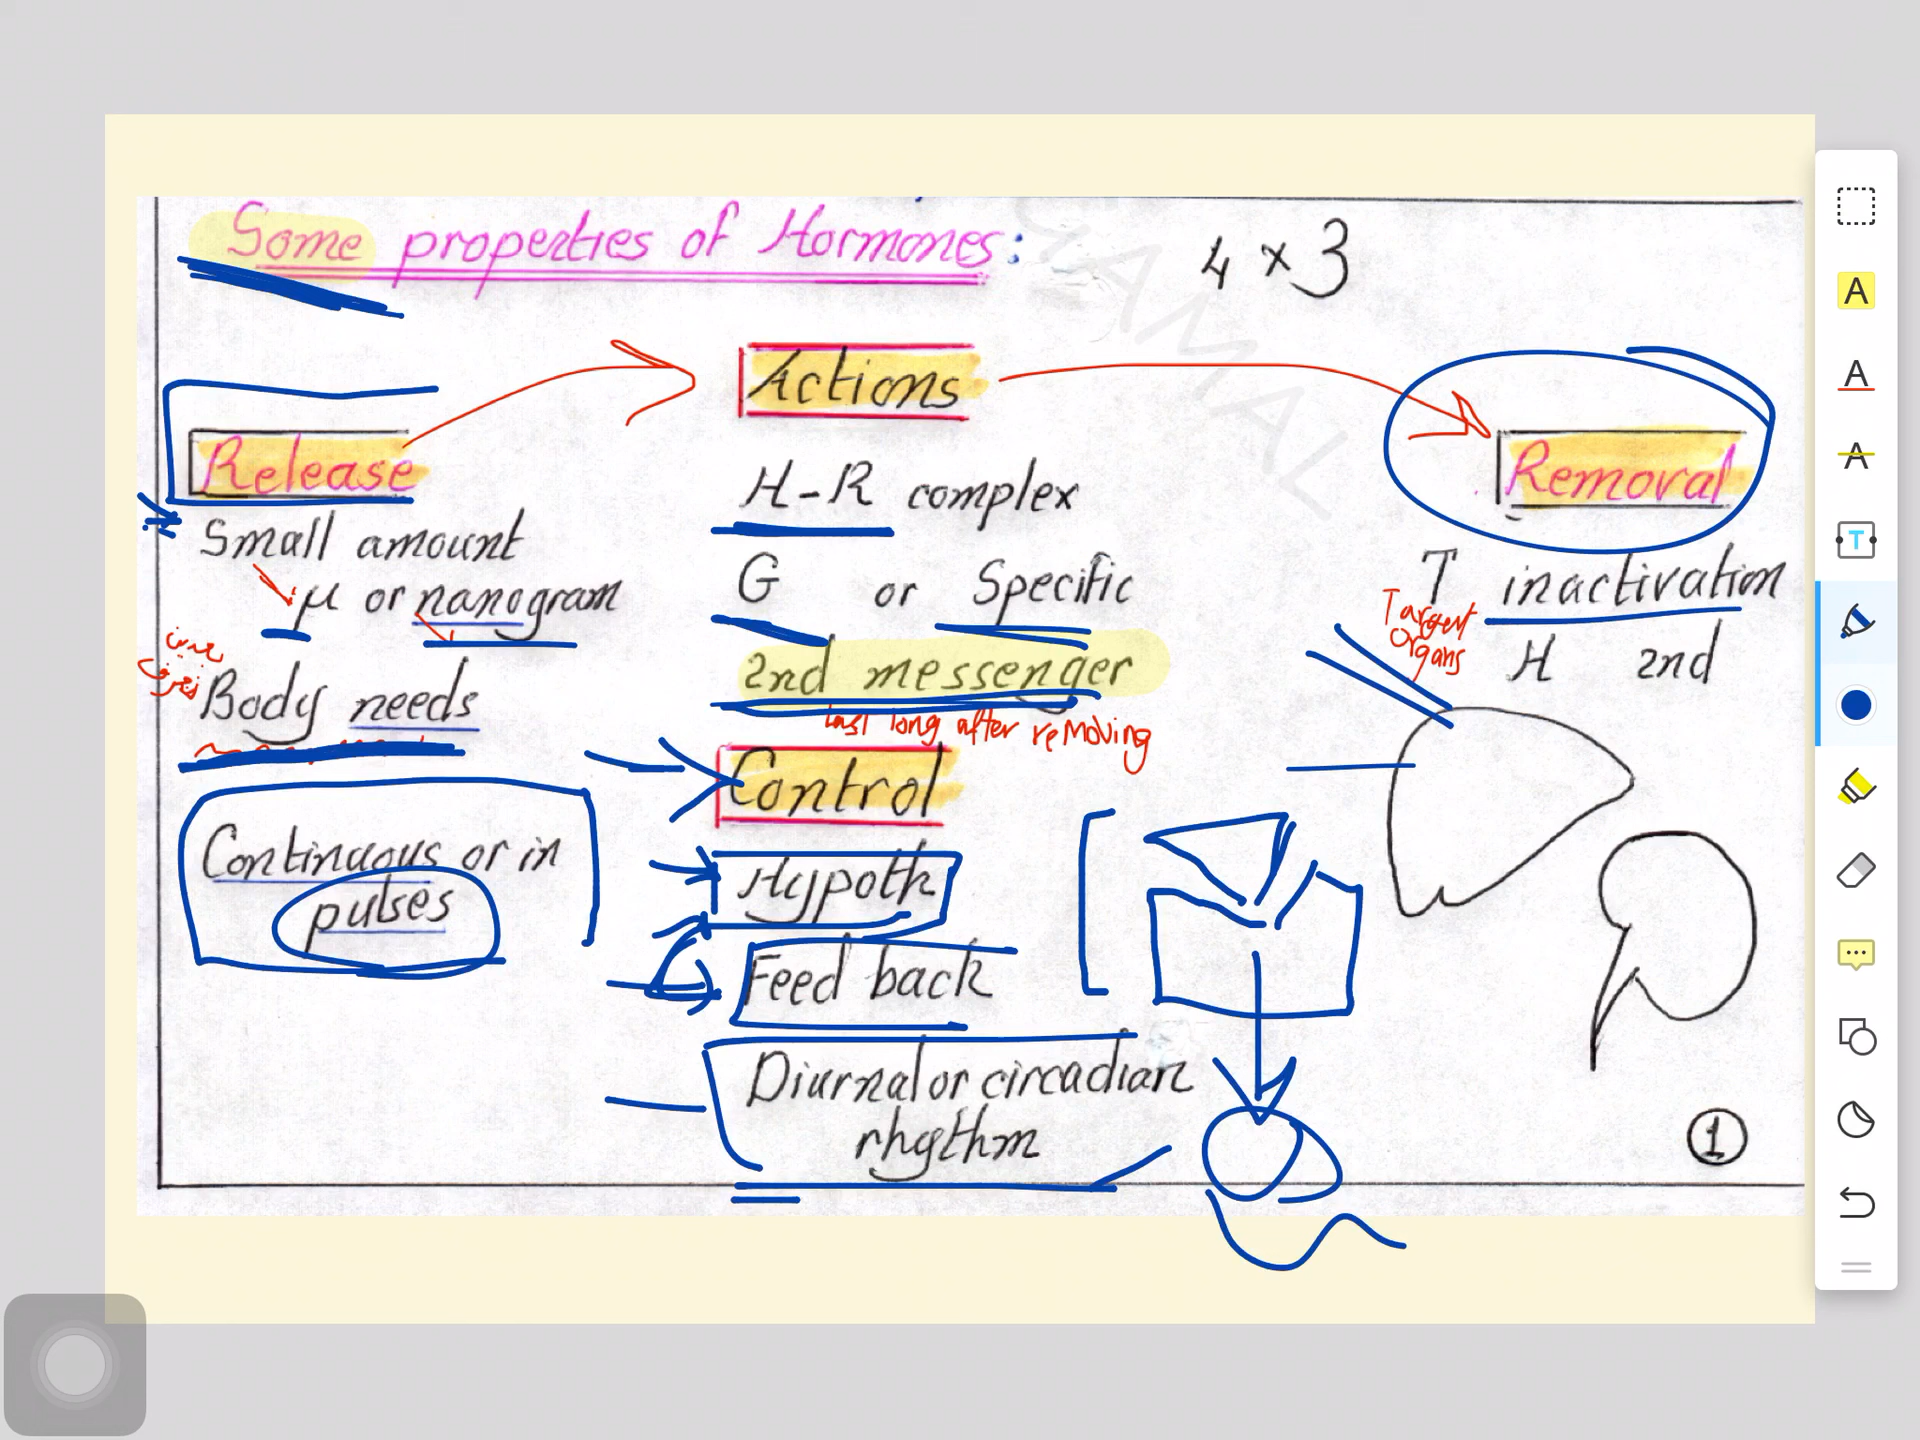 Some properties of Hormones:
4 × 3
Release
Small amount
μ or nanogram
Body needs
Continuous or in
pulses
Actions
H-R complex
G or Specific
2nd messenger
last long after removing
Control
Hypoth
Feed back
Diurnal or circadian
rhythm
Removal
T inactivation
Target
organs
H 2nd
1
GAMAL
A
A
A
T